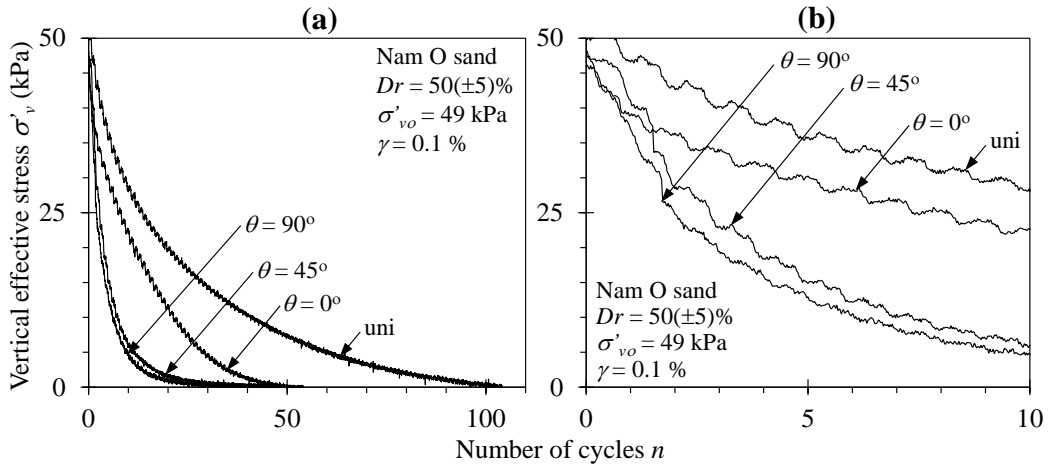 (a)
(b)
Vertical effective stress σ'v (kPa)
50
25
0
Nam O sand
Dr = 50(±5)%
σ'vo = 49 kPa
γ = 0.1 %
θ = 90º
θ = 45º
θ = 0º
uni
0
50
100
50
25
0
θ = 90º
θ = 45º
θ = 0º
uni
Nam O sand
Dr = 50(±5)%
σ'vo = 49 kPa
γ = 0.1 %
0
5
10
Number of cycles n